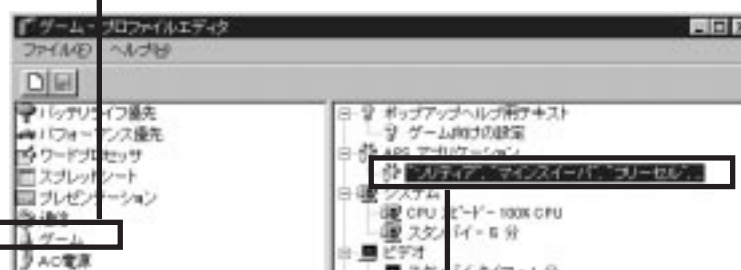 ゲーム - プロファイルエディタ
ファイル(F) ヘルプ(H)
バッテリライフ優先
パフォーマンス優先
ワードプロセッサ
スプレッドシート
プレゼンテーション
通信
ゲーム
AC電源
ポップアップヘルプ用テキスト
ゲーム向けの設定
APS アプリケーション
"ソリティア", "マインスイーパ", "フリーセル",
システム
CPU スピード - 100% CPU
スタンバイ - 5 分
ビデオ